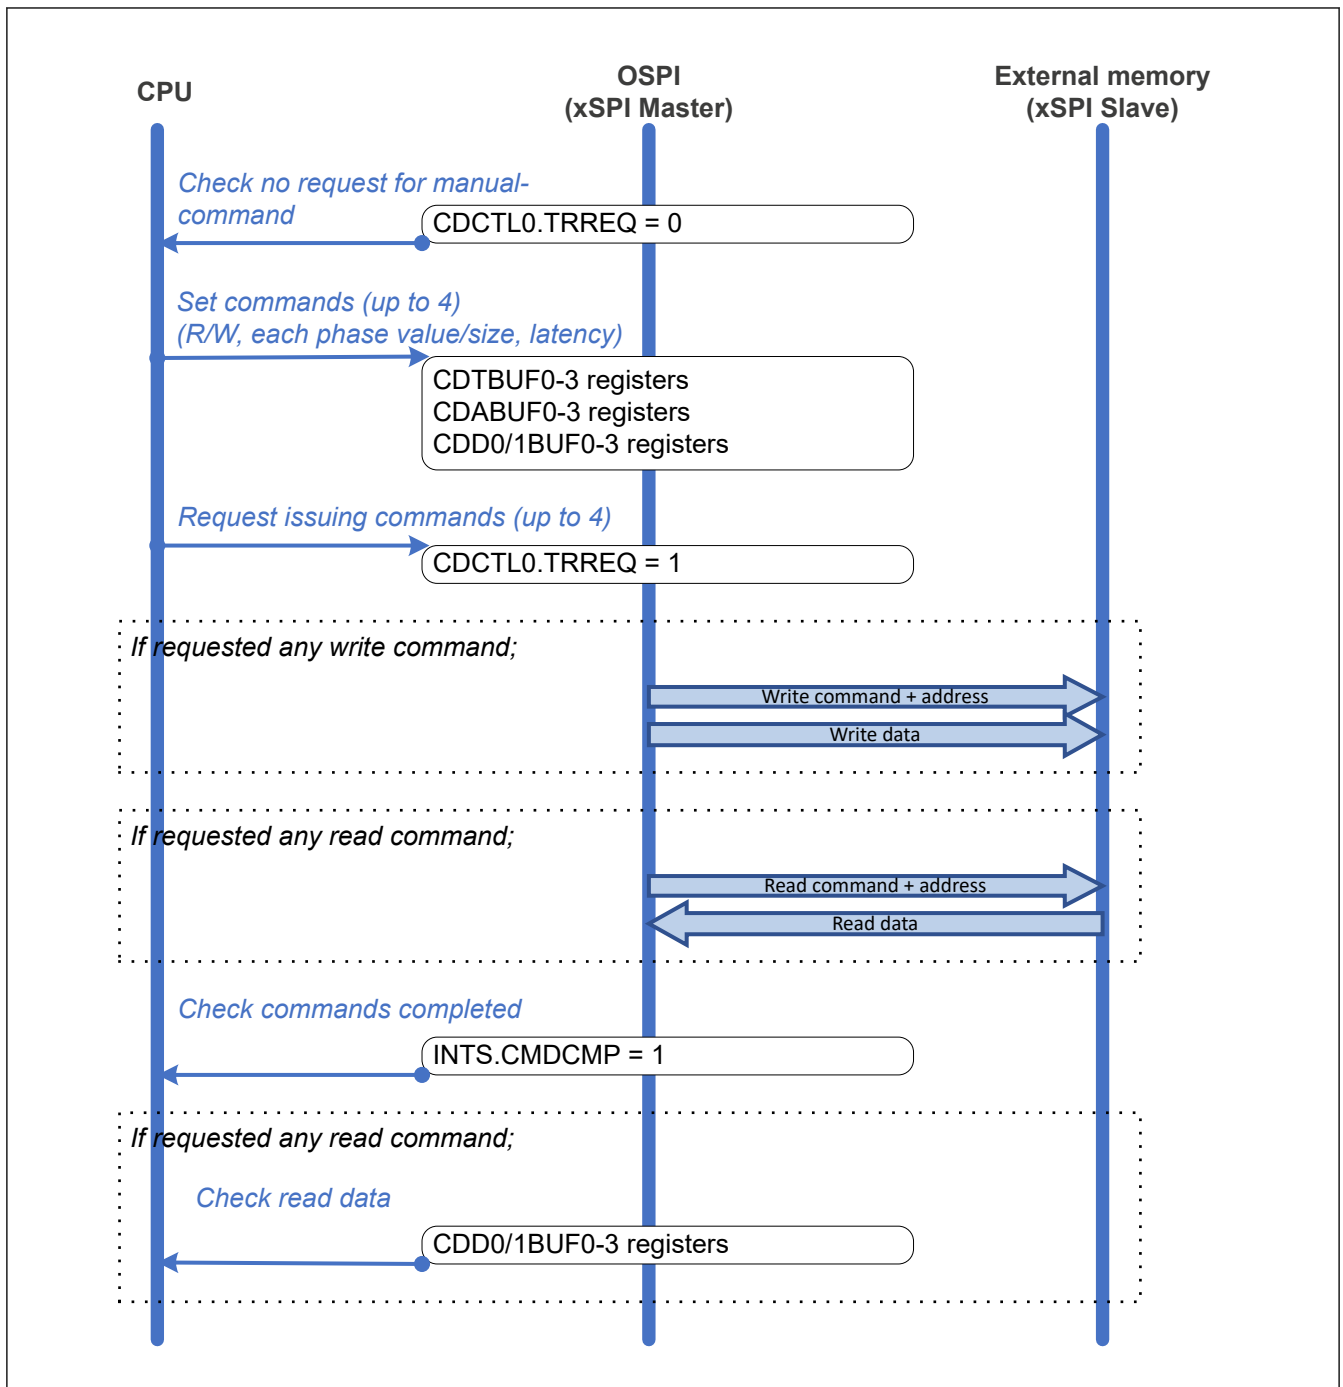 CPU
OSPI
(xSPI Master)
External memory
(xSPI Slave)
Check no request for manual-
command
CDCTL0.TRREQ = 0
Set commands (up to 4)
(R/W, each phase value/size, latency)
CDTBUF0-3 registers
CDABUF0-3 registers
CDD0/1BUF0-3 registers
Request issuing commands (up to 4)
CDCTL0.TRREQ = 1
If requested any write command;
Write command + address
Write data
If requested any read command;
Read command + address
Read data
Check commands completed
INTS.CMDCMP = 1
If requested any read command;
Check read data
CDD0/1BUF0-3 registers